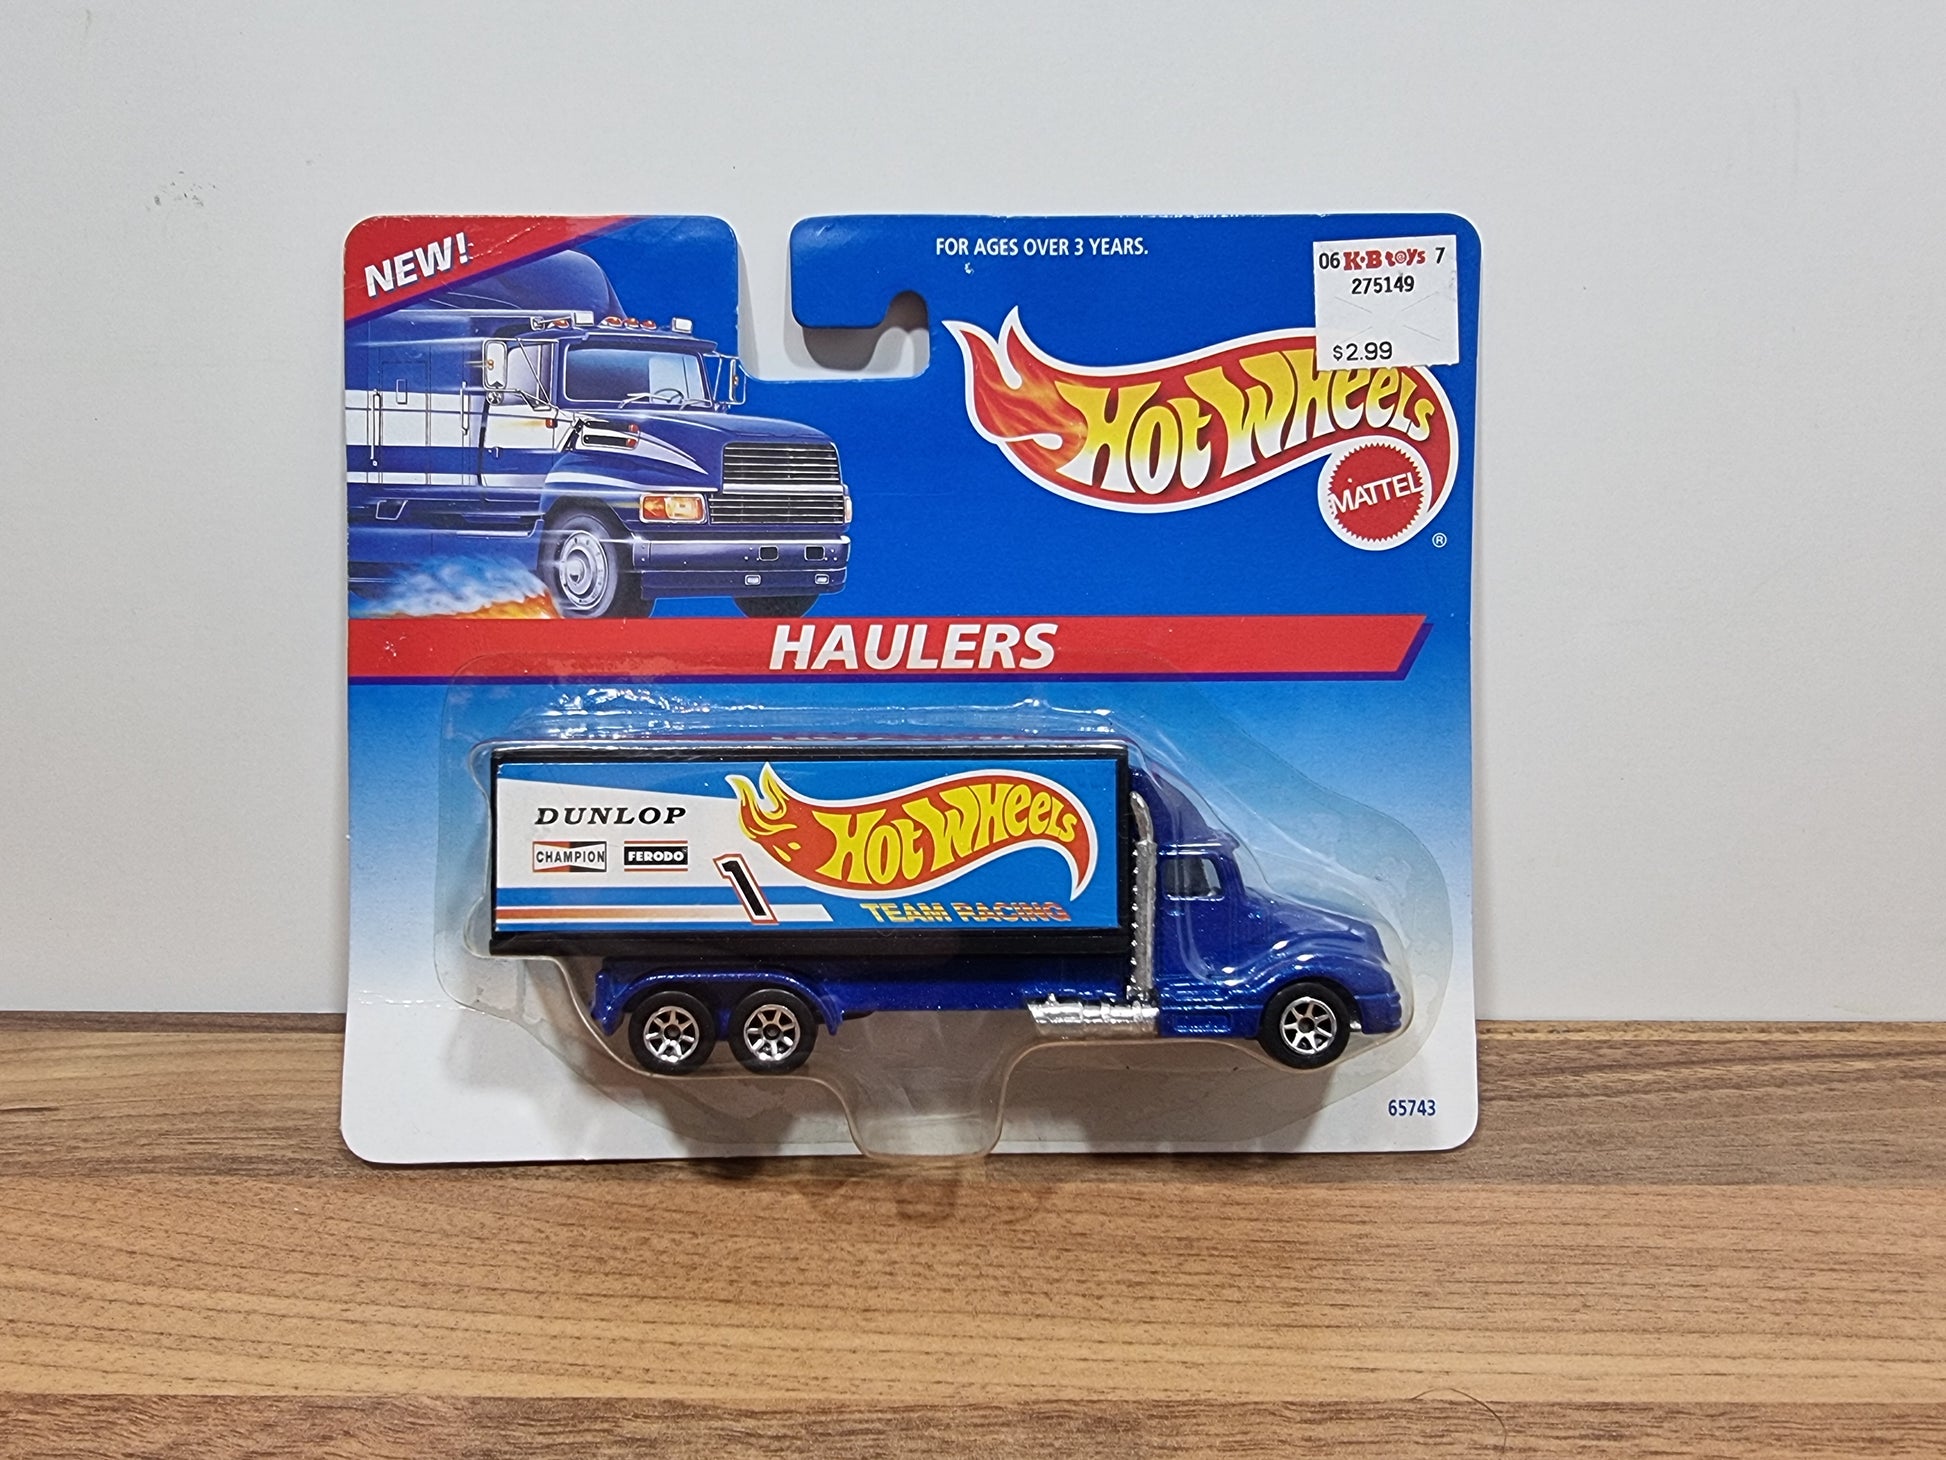 NEW!
FOR AGES OVER 3 YEARS.
06 K·B toys 7
275149
$2.99
HOT WHEELS
MATTEL
®
HAULERS
DUNLOP
CHAMPION
FERODO
1
HOT WHEELS
TEAM RACING
65743